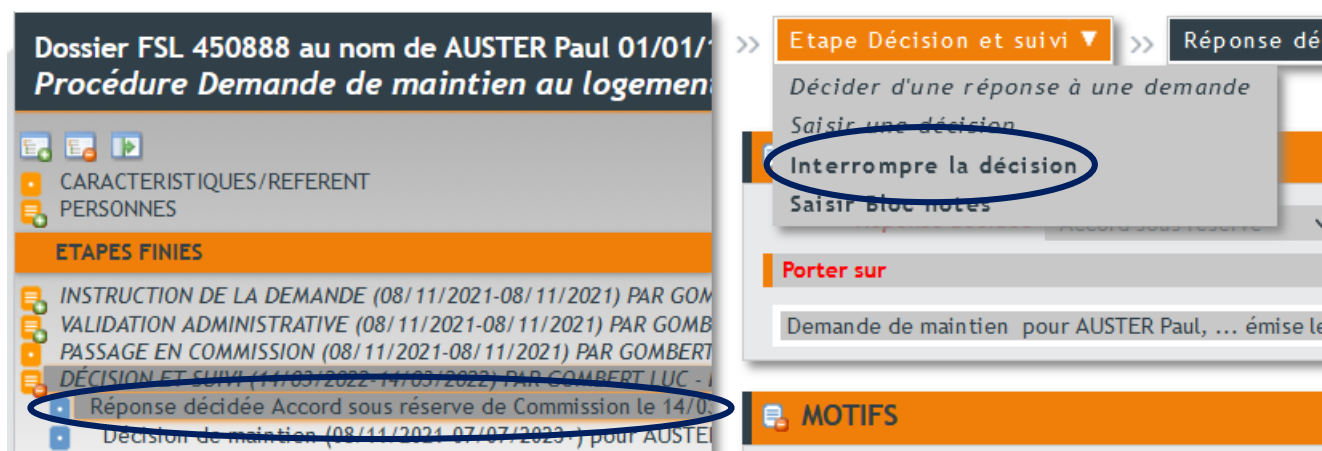 Dossier FSL 450888 au nom de AUSTER Paul 01/01/
Procédure Demande de maintien au logement
CARACTERISTIQUES/REFERENT
PERSONNES
ETAPES FINIES
INSTRUCTION DE LA DEMANDE (08/11/2021-08/11/2021) PAR GOM
VALIDATION ADMINISTRATIVE (08/11/2021-08/11/2021) PAR GOMB
PASSAGE EN COMMISSION (08/11/2021-08/11/2021) PAR GOMBERT
DÉCISION ET SUIVI (14/03/2022-14/03/2022) PAR GOMBERT LUC -
Réponse décidée Accord sous réserve de Commission le 14/0
Décision de maintien (08/11/2021-07/07/2023+) pour AUSTE
>> Etape Décision et suivi ▼ >> Réponse dé
Décider d'une réponse à une demande
Saisir une décision
Interrompre la décision
Saisir Bloc notes
Accord sous réserve
Porter sur
Demande de maintien pour AUSTER Paul, ... émise le
MOTIFS